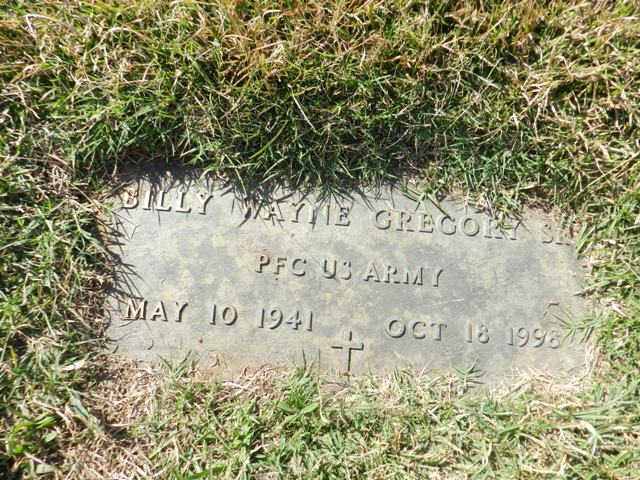 BILLY WAYNE GREGORY SR
PFC US ARMY
MAY 10 1941 OCT 18 1998